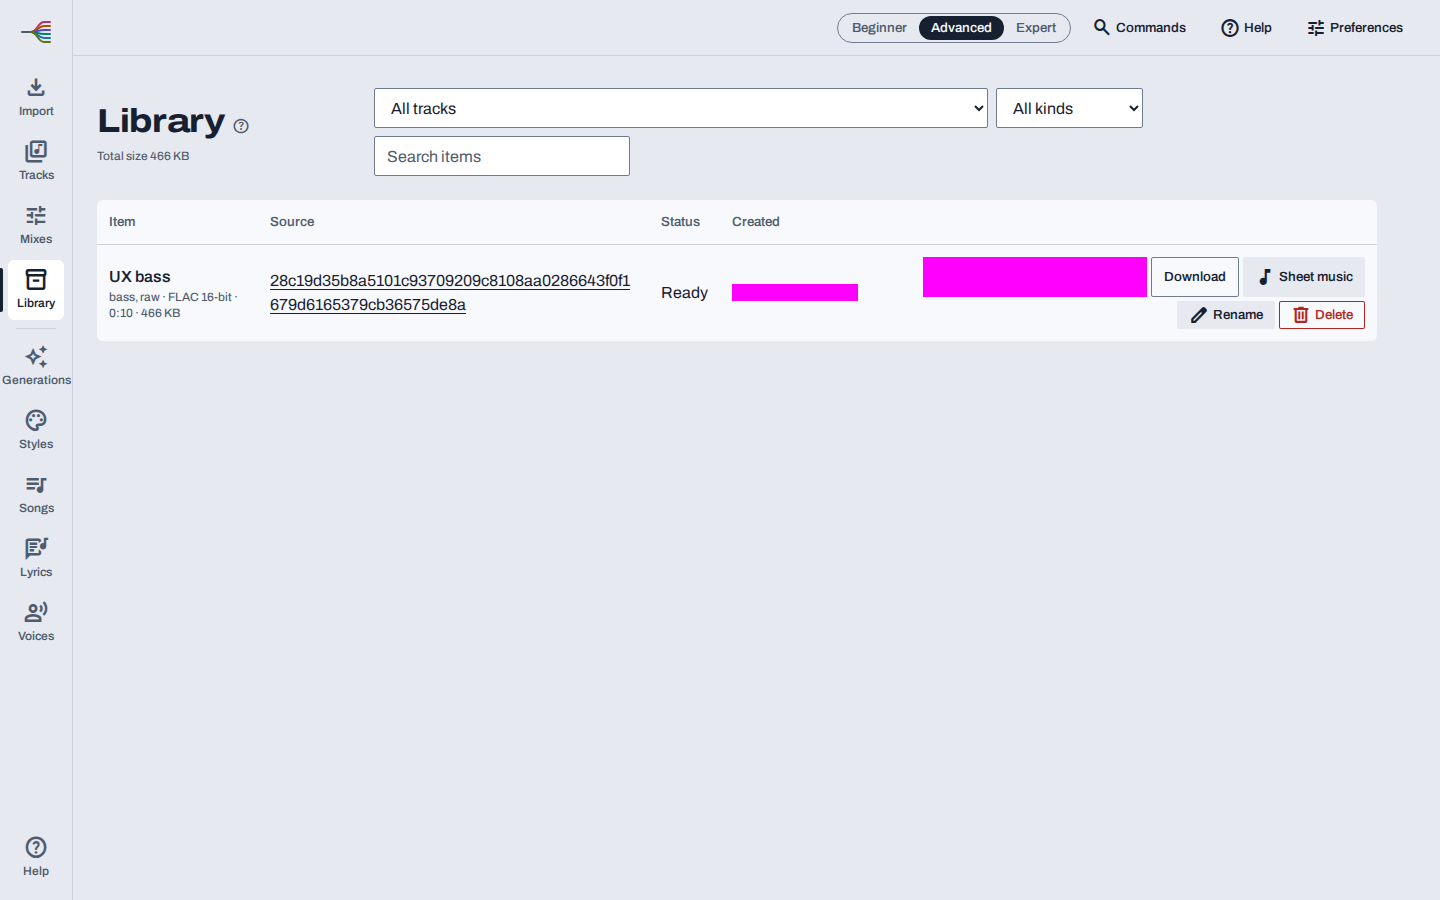 Beginner Advanced Expert Commands Help Preferences
Import
Tracks
Mixes
Library
Generations
Styles
Songs
Lyrics
Voices
Help
Library
Total size 466 KB
All tracks
All kinds
Search items
Item Source Status Created
UX bass
bass, raw · FLAC 16-bit ·
0:10 · 466 KB
28c19d35b8a5101c93709209c8108aa0286643f0f1
679d6165379cb36575de8a
Ready
Download Sheet music
Rename Delete